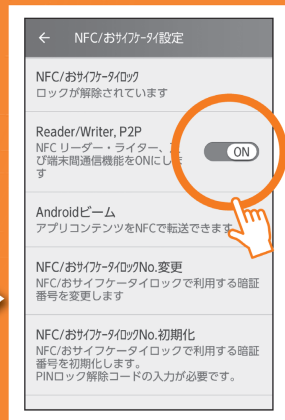 ← NFC/おサイフケータイ設定
NFC/おサイフケータイロック
ロックが解除されています
Reader/Writer, P2P
NFC リーダー・ライター、
び端末間通信機能をONにしま
す
ON
Androidビーム
アプリコンテンツをNFCで転送できます
NFC/おサイフケータイロックNo.変更
NFC/おサイフケータイロックで利用する暗証
番号を変更します
NFC/おサイフケータイロックNo.初期化
NFC/おサイフケータイロックで利用する暗証
番号を初期化します。
PINロック解除コードの入力が必要です。